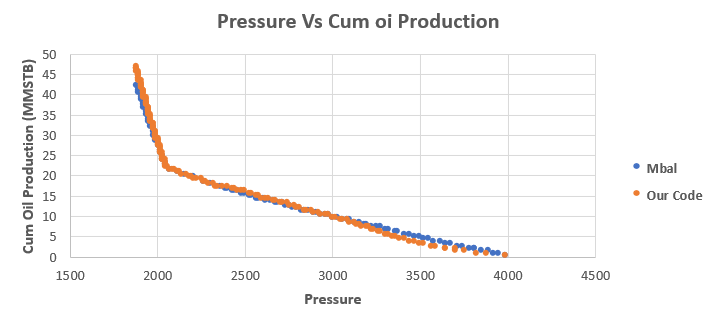 Pressure Vs Cum oi Production
50
45
40
35
30
25
20
15
10
5
0
Cum Oil Production (MMSTB)
1500 2000 2500 3000 3500 4000 4500
Pressure
Mbal
Our Code